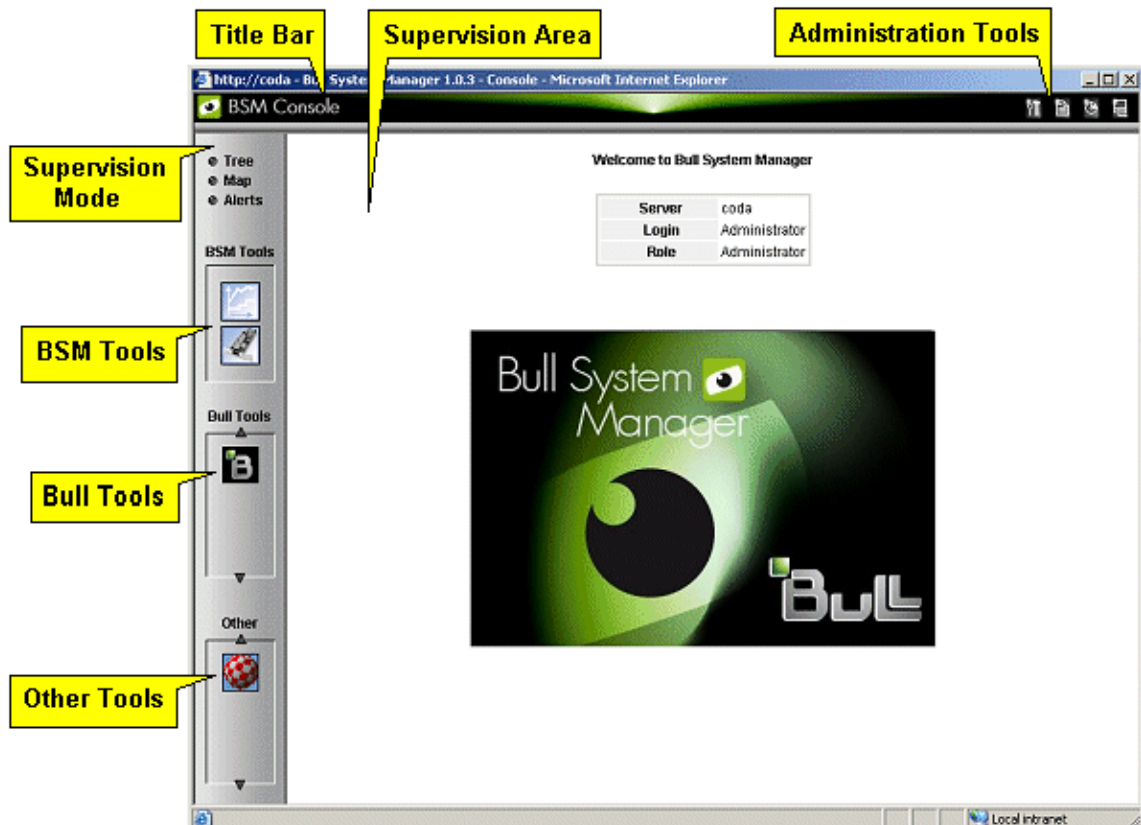 Title Bar
Supervision Area
Administration Tools
http://coda - Bull System Manager 1.0.3 - Console - Microsoft Internet Explorer
BSM Console
Supervision
Mode
Tree
Map
Alerts
Welcome to Bull System Manager
Server coda
Login Administrator
Role Administrator
BSM Tools
BSM Tools
Bull System
Manager
Bull Tools
B
Bull Tools
Bull
Other
Other Tools
Local intranet